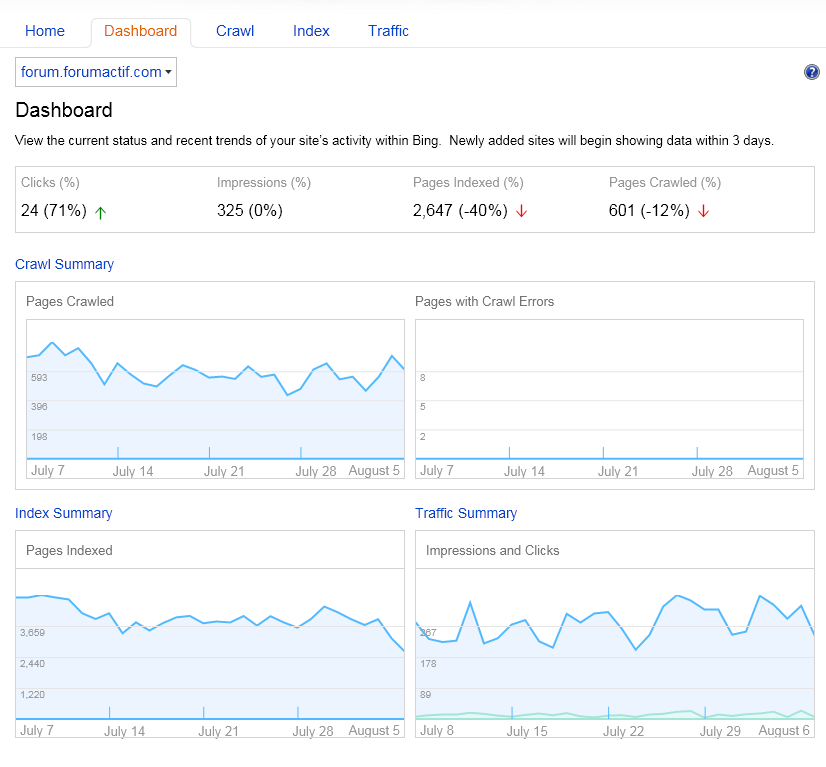 Home Dashboard Crawl Index Traffic
forum.forumactif.com
?
Dashboard
View the current status and recent trends of your site's activity within Bing. Newly added sites will begin showing data within 3 days.
Clicks (%) Impressions (%) Pages Indexed (%) Pages Crawled (%)
24 (71%) ↑ 325 (0%) 2,647 (-40%) ↓ 601 (-12%) ↓
Crawl Summary
Pages Crawled
593
396
198
July 7 July 14 July 21 July 28 August 5
Pages with Crawl Errors
8
5
2
July 7 July 14 July 21 July 28 August 5
Index Summary
Pages Indexed
3,659
2,440
1,220
July 7 July 14 July 21 July 28 August 5
Traffic Summary
Impressions and Clicks
267
178
89
July 8 July 15 July 22 July 29 August 6